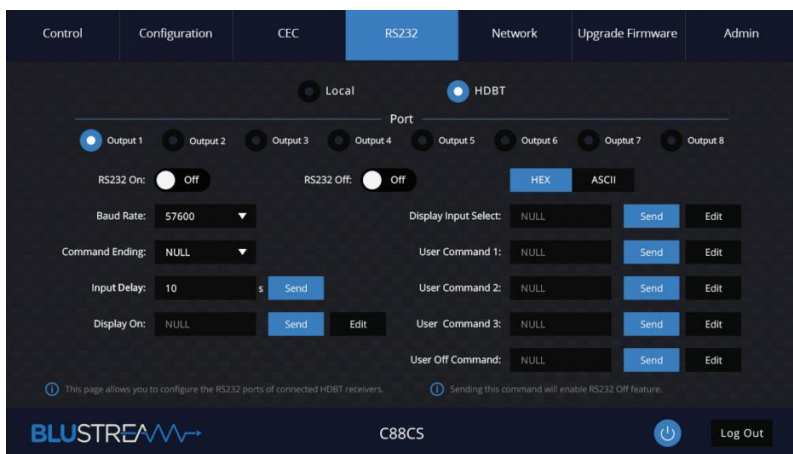 Control Configuration CEC RS232 Network Upgrade Firmware Admin
Local HDBT
Port
Output 1 Output 2 Output 3 Output 4 Output 5 Output 6 Ouptut 7 Output 8
RS232 On: Off RS232 Off: Off HEX ASCII
Baud Rate: 57600 Display Input Select: NULL Send Edit
Command Ending: NULL User Command 1: NULL Send Edit
Input Delay: 10 s Send User Command 2: NULL Send Edit
Display On: NULL Send Edit User Command 3: NULL Send Edit
User Off Command: NULL Send Edit
This page allows you to configure the RS232 ports of connected HDBT receivers. Sending this command will enable RS232 Off feature.
BLUSTREAM C88CS Log Out